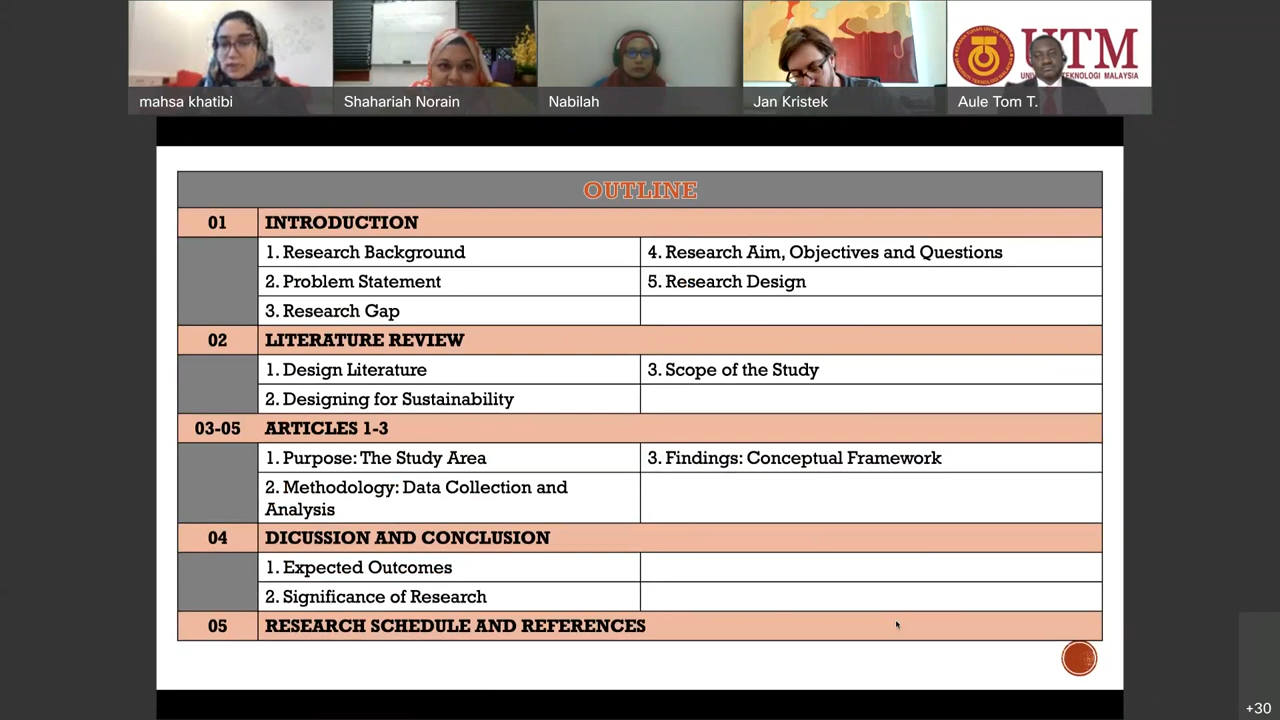 UTM
UNIVERSITI TEKNOLOGI MALAYSIA
mahsa khatibi
Shahariah Norain
Nabilah
Jan Kristek
Aule Tom T.
OUTLINE
01 INTRODUCTION
1. Research Background 4. Research Aim, Objectives and Questions
2. Problem Statement 5. Research Design
3. Research Gap
02 LITERATURE REVIEW
1. Design Literature 3. Scope of the Study
2. Designing for Sustainability
03-05 ARTICLES 1-3
1. Purpose: The Study Area 3. Findings: Conceptual Framework
2. Methodology: Data Collection and
Analysis
04 DICUSSION AND CONCLUSION
1. Expected Outcomes
2. Significance of Research
05 RESEARCH SCHEDULE AND REFERENCES
+30